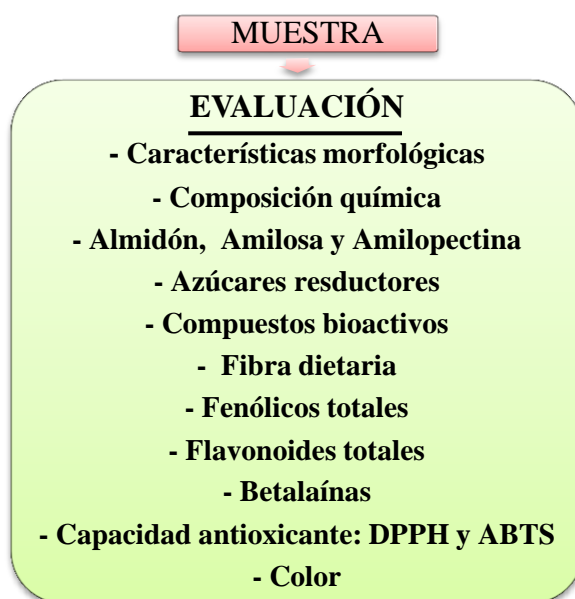 MUESTRA
EVALUACIÓN
- Características morfológicas
- Composición química
- Almidón, Amilosa y Amilopectina
- Azúcares resductores
- Compuestos bioactivos
- Fibra dietaria
- Fenólicos totales
- Flavonoides totales
- Betalaínas
- Capacidad antioxicante: DPPH y ABTS
- Color